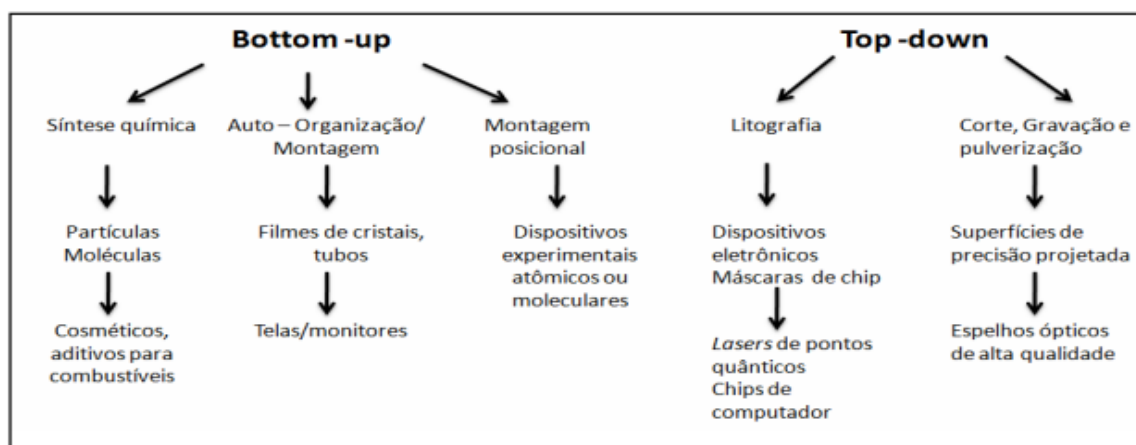 Bottom -up
Síntese química
Auto – Organização/
Montagem
Montagem
posicional
Partículas
Moléculas
Filmes de cristais,
tubos
Dispositivos
experimentais
atômicos ou
moleculares
Cosméticos,
aditivos para
combustíveis
Telas/monitores
Top -down
Litografia
Corte, Gravação e
pulverização
Dispositivos
eletrônicos
Máscaras de chip
Superfícies de
precisão projetada
Lasers de pontos
quânticos
Chips de
computador
Espelhos ópticos
de alta qualidade